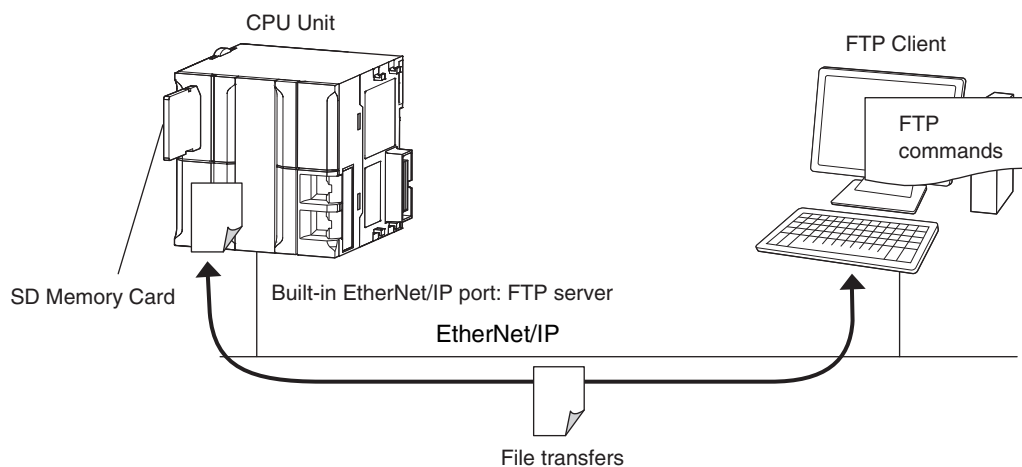 CPU Unit
FTP Client
FTP
commands
SD Memory Card
Built-in EtherNet/IP port: FTP server
EtherNet/IP
File transfers